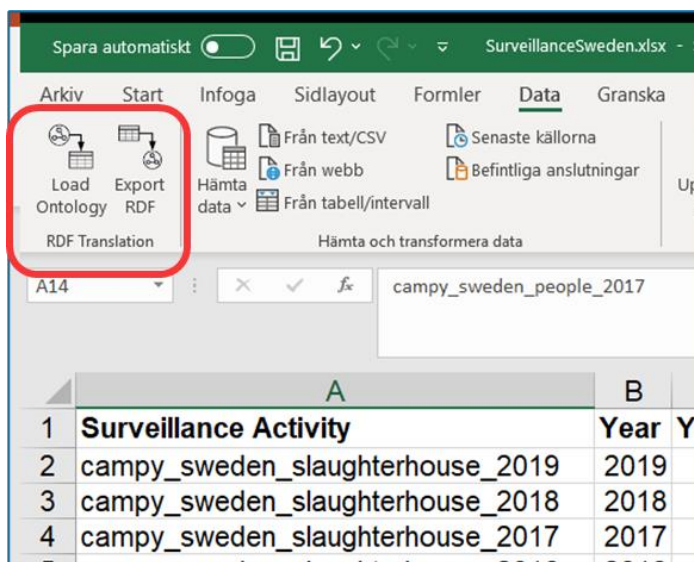 Spara automatiskt SurveillanceSweden.xlsx -
Arkiv Start Infoga Sidlayout Formler Data Granska
Load Ontology
Export RDF
RDF Translation
Hämta data
Från text/CSV
Från webb
Från tabell/intervall
Senaste källorna
Befintliga anslutningar
Hämta och transformera data
Up
A14 fx campy_sweden_people_2017
A B
1 Surveillance Activity Year Y
2 campy_sweden_slaughterhouse_2019 2019
3 campy_sweden_slaughterhouse_2018 2018
4 campy_sweden_slaughterhouse_2017 2017